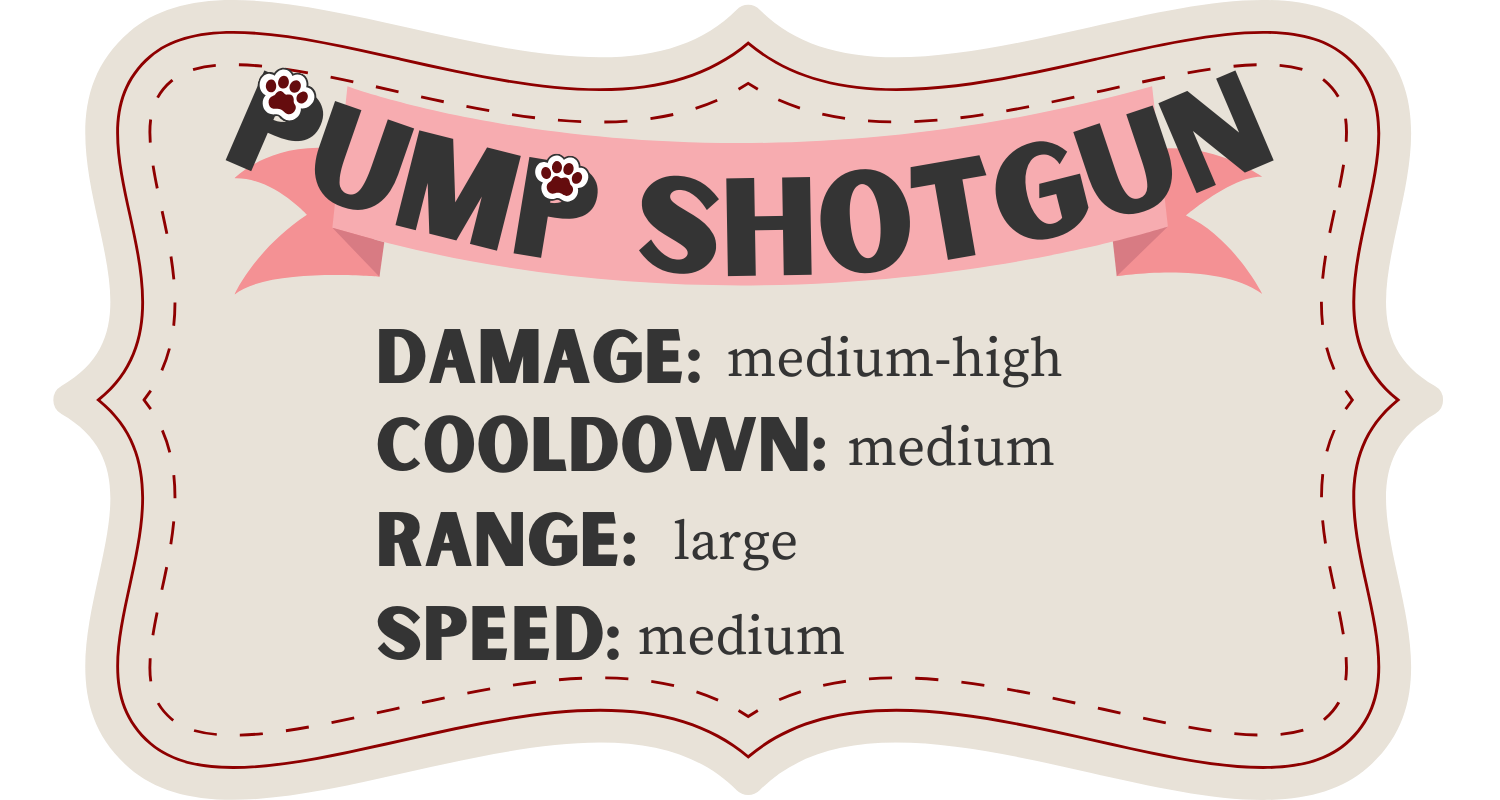 PUMP SHOTGUN
DAMAGE: medium-high
COOLDOWN: medium
RANGE: large
SPEED: medium